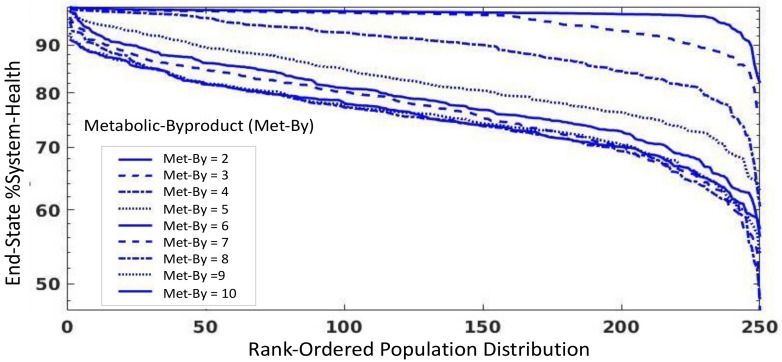 End-State %System-Health
90
80
70
60
50
Metabolic-Byproduct (Met-By)
Met-By = 2
Met-By = 3
Met-By = 4
Met-By = 5
Met-By = 6
Met-By = 7
Met-By = 8
Met-By =9
Met-By = 10
0 50 100 150 200 250
Rank-Ordered Population Distribution